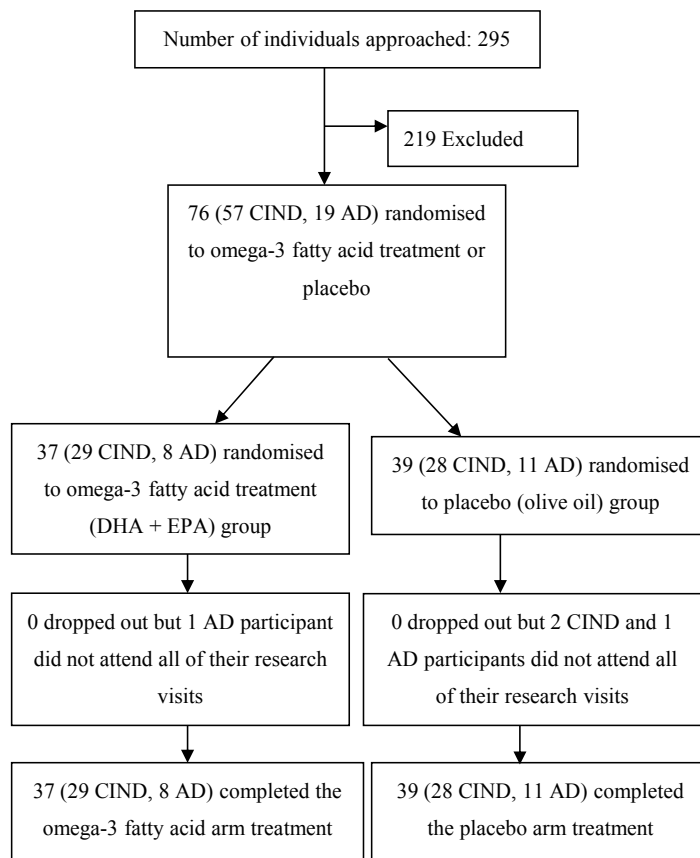 Number of individuals approached: 295
219 Excluded
76 (57 CIND, 19 AD) randomised
to omega-3 fatty acid treatment or
placebo
37 (29 CIND, 8 AD) randomised
to omega-3 fatty acid treatment
(DHA + EPA) group
39 (28 CIND, 11 AD) randomised
to placebo (olive oil) group
0 dropped out but 1 AD participant
did not attend all of their research
visits
0 dropped out but 2 CIND and 1
AD participants did not attend all
of their research visits
37 (29 CIND, 8 AD) completed the
omega-3 fatty acid arm treatment
39 (28 CIND, 11 AD) completed
the placebo arm treatment